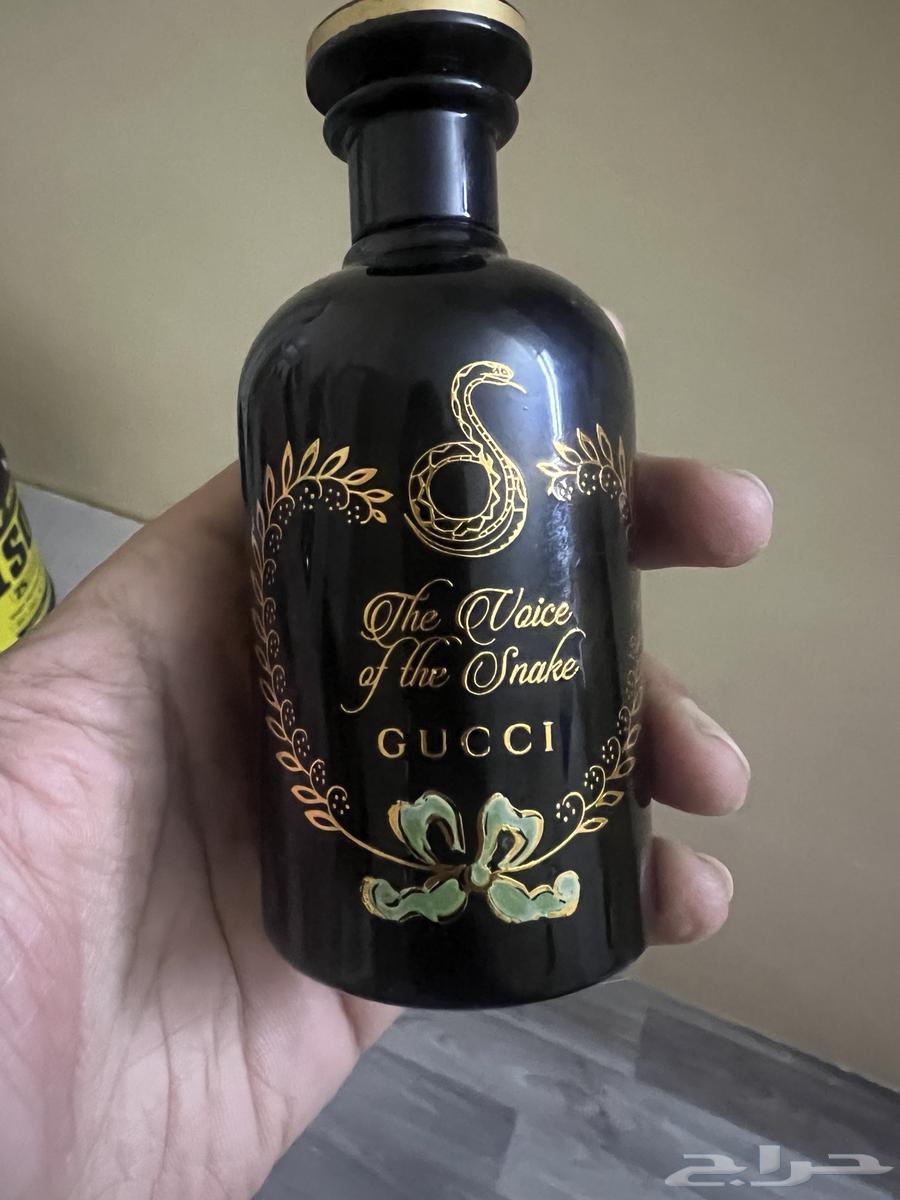 The Voice
of the Snake
GUCCI
حراج